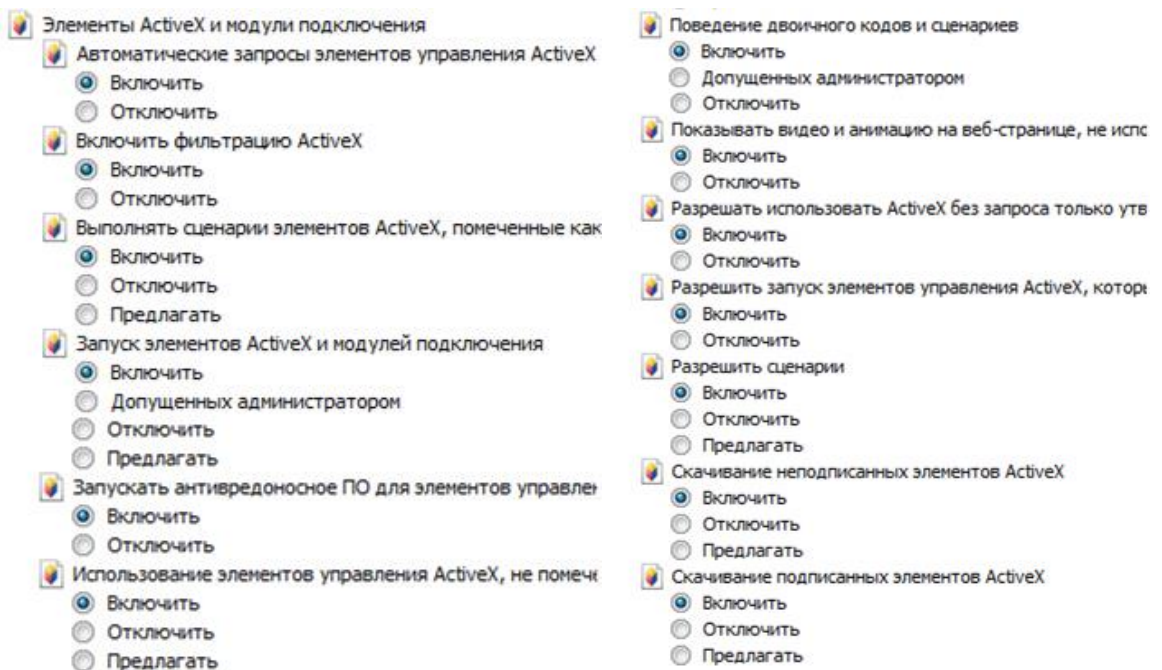 Элементы ActiveX и модули подключения
Автоматические запросы элементов управления ActiveX
Включить
Отключить
Включить фильтрацию ActiveX
Включить
Отключить
Выполнять сценарии элементов ActiveX, помеченные как
Включить
Отключить
Предлагать
Запуск элементов ActiveX и модулей подключения
Включить
Допущенных администратором
Отключить
Предлагать
Запускать антивредоносное ПО для элементов управлен
Включить
Отключить
Использование элементов управления ActiveX, не помече
Включить
Отключить
Предлагать
Поведение двоичного кодов и сценариев
Включить
Допущенных администратором
Отключить
Показывать видео и анимацию на веб-странице, не испо
Включить
Отключить
Разрешать использовать ActiveX без запроса только утв
Включить
Отключить
Разрешить запуск элементов управления ActiveX, которы
Включить
Отключить
Разрешить сценарии
Включить
Отключить
Предлагать
Скачивание неподписанных элементов ActiveX
Включить
Отключить
Предлагать
Скачивание подписанных элементов ActiveX
Включить
Отключить
Предлагать